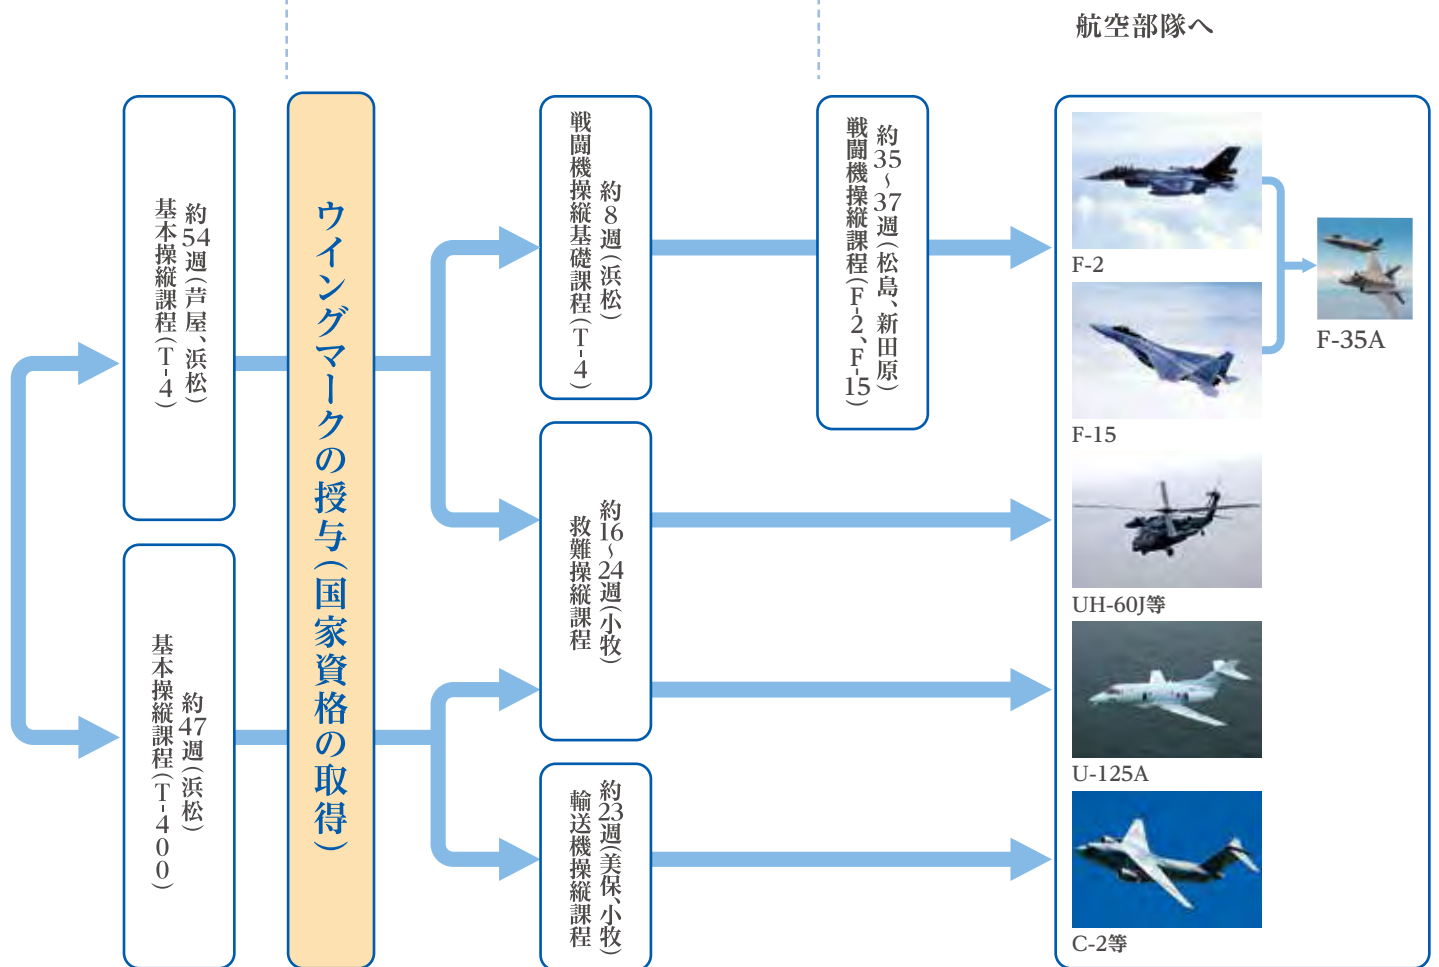 航空部隊へ
基本操縦課程(T-4)
約54週(芦屋、浜松)
基本操縦課程(T-400)
約47週(浜松)
ウイングマークの授与(国家資格の取得)
戦闘機操縦基礎課程(T-4)
約8週(浜松)
救難操縦課程
約16~24週(小牧)
輸送機操縦課程
約23週(美保、小牧)
戦闘機操縦課程(F-2、F-15)
約35~37週(松島、新田原)
F-2
F-15
F-35A
UH-60J等
U-125A
C-2等